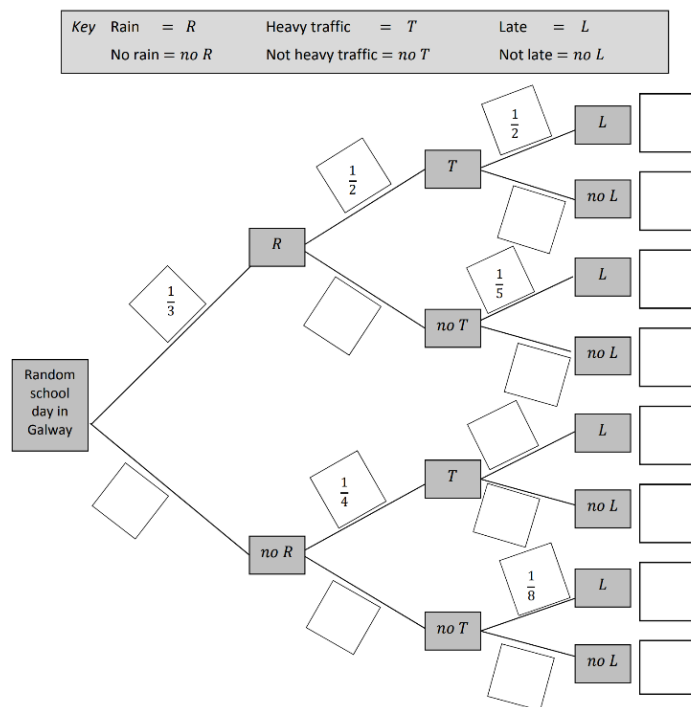 Key Rain = R Heavy traffic = T Late = L
No rain = no R Not heavy traffic = no T Not late = no L
1/2
L
1/2
T
no L
R
1/5
L
1/3
no T
no L
Random
school
day in
Galway
L
1/4
T
no L
no R
1/8
L
no T
no L